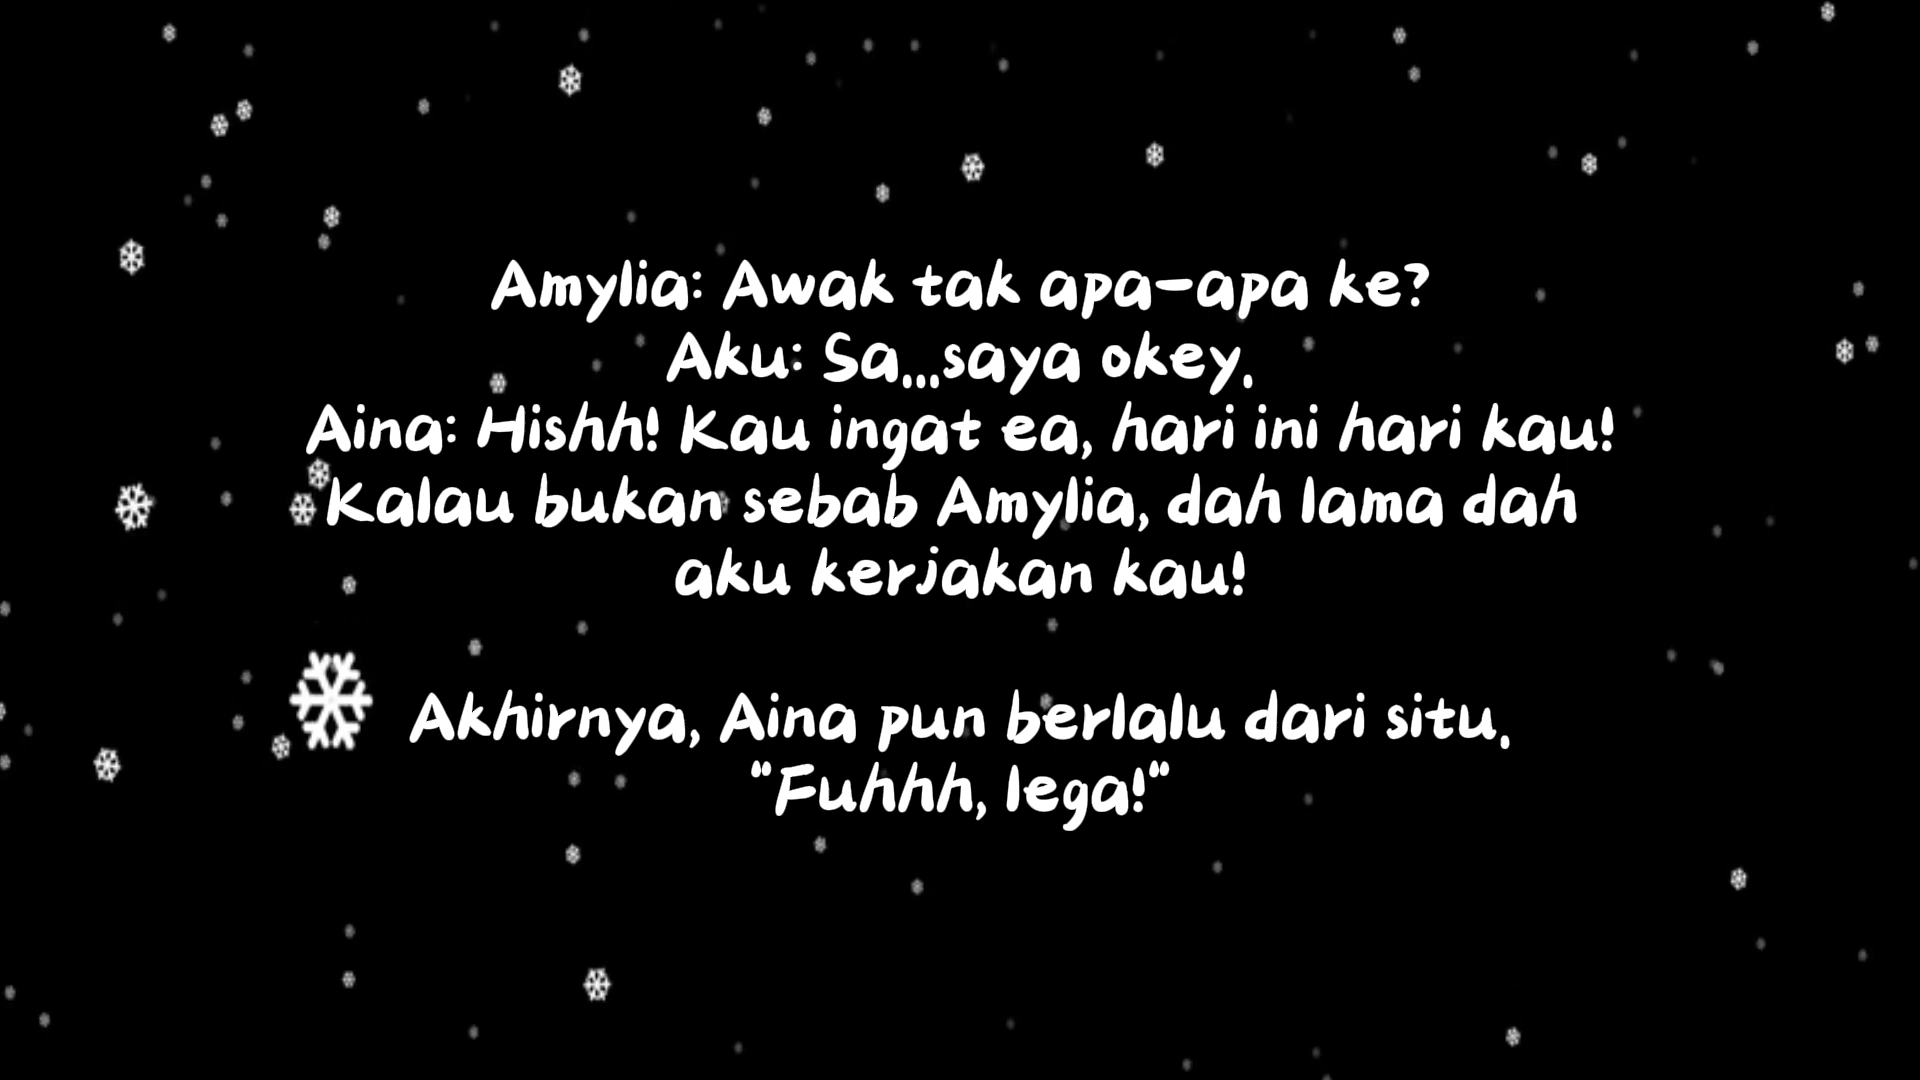 Amylia: Awak tak apa-apa ke?
Aku: Sa...saya okey.
Aina: Hishh! Kau ingat ea, hari ini hari kau!
Kalau bukan sebab Amylia, dah lama dah
aku kerjakan kau!
Akhirnya, Aina pun berlalu dari situ.
"Fuhhh, lega!"